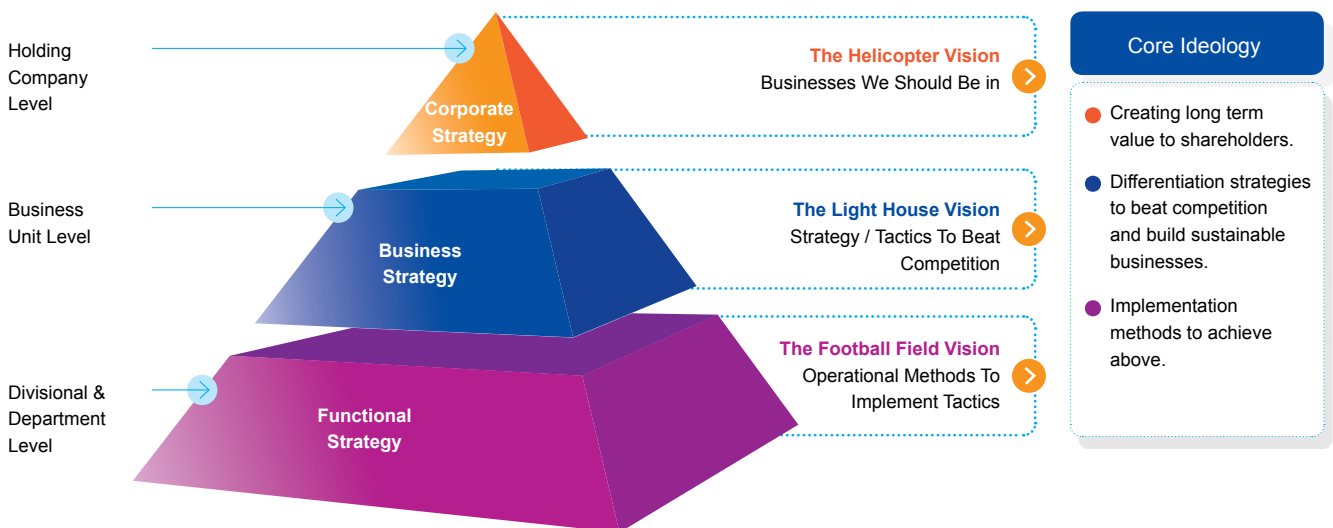 Holding
Company
Level
Corporate
Strategy
The Helicopter Vision
Businesses We Should Be in
Business
Unit Level
Business
Strategy
The Light House Vision
Strategy / Tactics To Beat
Competition
Divisional &
Department
Level
Functional
Strategy
The Football Field Vision
Operational Methods To
Implement Tactics
Core Ideology
Creating long term
value to shareholders.
Differentiation strategies
to beat competition
and build sustainable
businesses.
Implementation
methods to achieve
above.